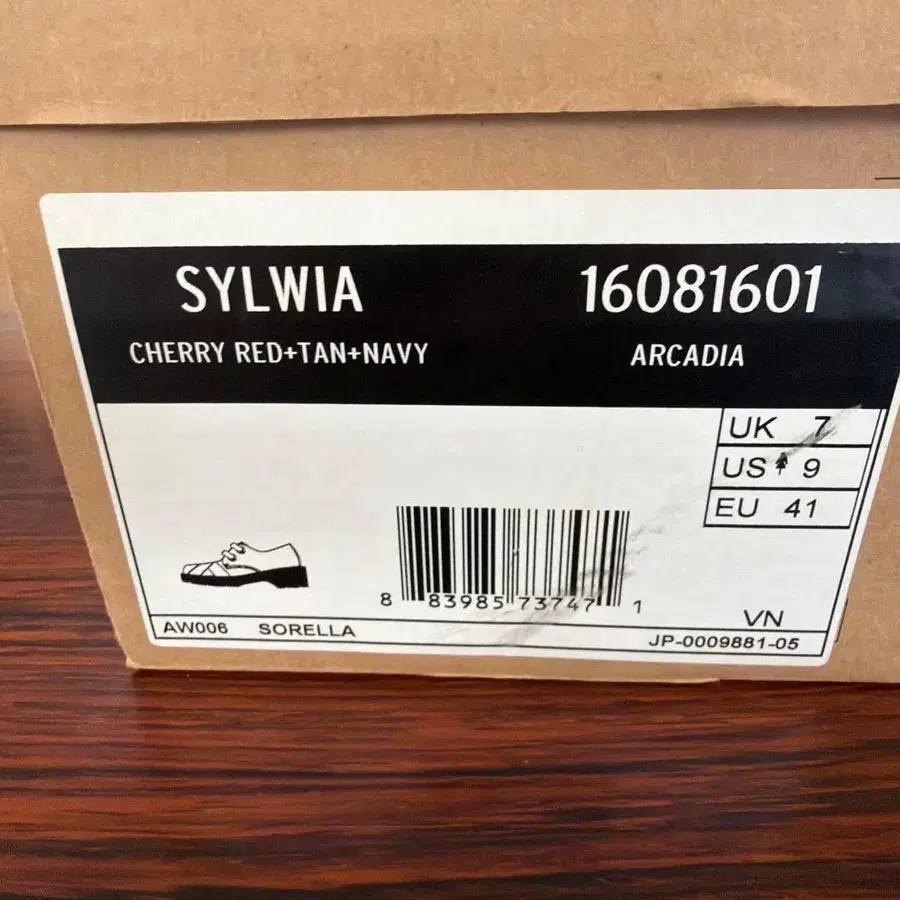 SYLWIA 16081601
CHERRY RED+TAN+NAVY ARCADIA
UK 7
US 9
EU 41
8 83985 73747 1
VN
AW006 SORELLA JP-0009881-05